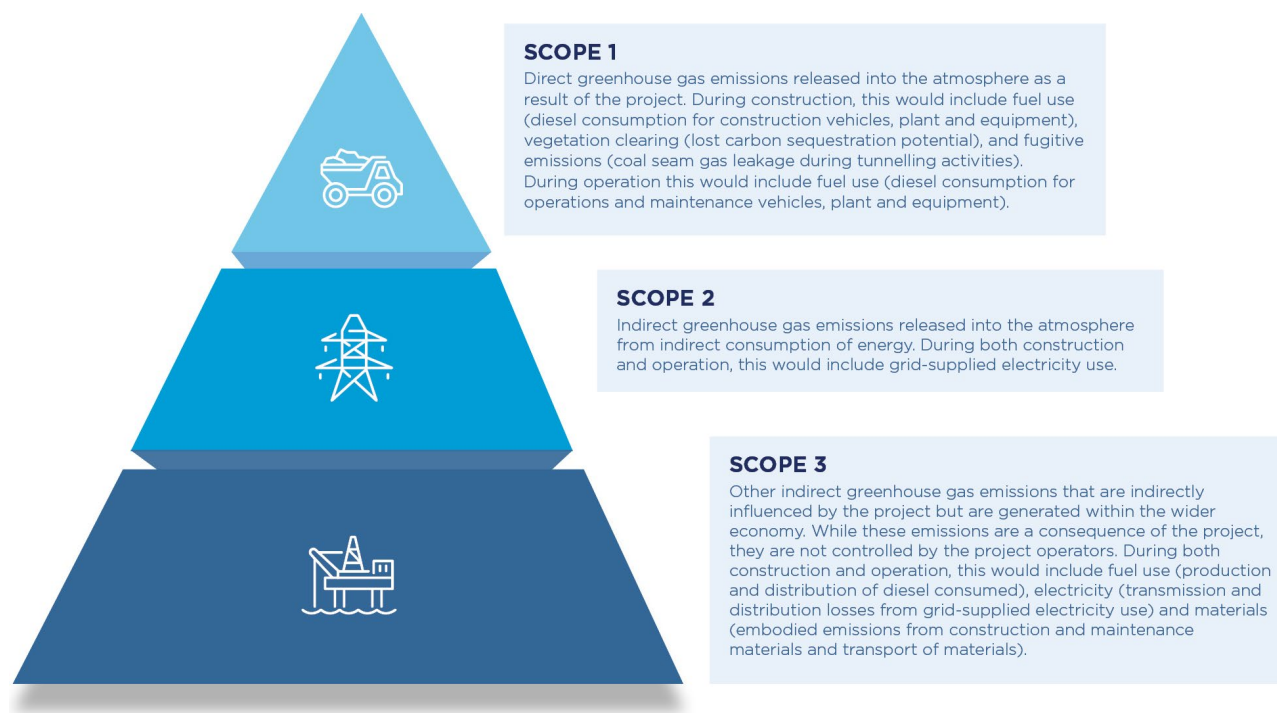 SCOPE 1
Direct greenhouse gas emissions released into the atmosphere as a
result of the project. During construction, this would include fuel use
(diesel consumption for construction vehicles, plant and equipment),
vegetation clearing (lost carbon sequestration potential), and fugitive
emissions (coal seam gas leakage during tunnelling activities).
During operation this would include fuel use (diesel consumption for
operations and maintenance vehicles, plant and equipment).
SCOPE 2
Indirect greenhouse gas emissions released into the atmosphere
from indirect consumption of energy. During both construction
and operation, this would include grid-supplied electricity use.
SCOPE 3
Other indirect greenhouse gas emissions that are indirectly
influenced by the project but are generated within the wider
economy. While these emissions are a consequence of the project,
they are not controlled by the project operators. During both
construction and operation, this would include fuel use (production
and distribution of diesel consumed), electricity (transmission and
distribution losses from grid-supplied electricity use) and materials
(embodied emissions from construction and maintenance
materials and transport of materials).